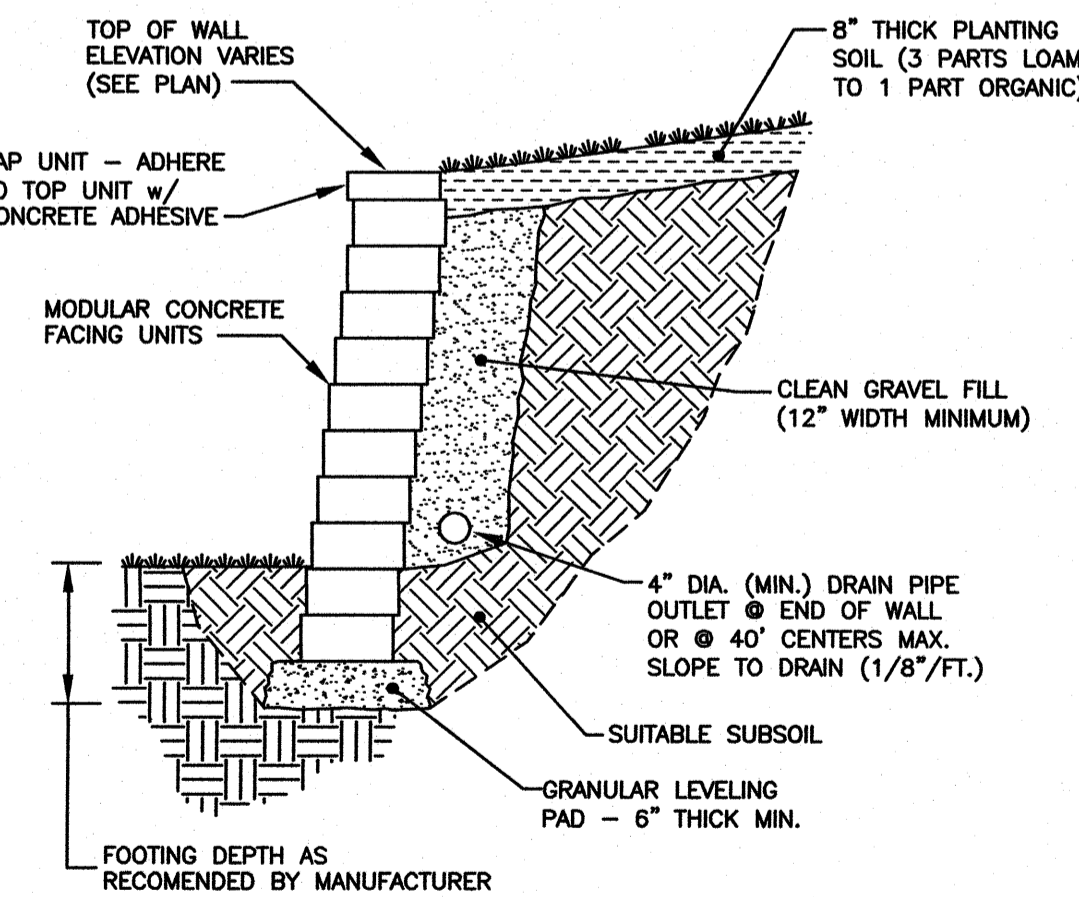 TOP OF WALL
ELEVATION VARIES
(SEE PLAN)
8" THICK PLANTING
SOIL (3 PARTS LOAM
TO 1 PART ORGANIC)
AP UNIT – ADHERE
O TOP UNIT w/
ONCRETE ADHESIVE
MODULAR CONCRETE
FACING UNITS
CLEAN GRAVEL FILL
(12" WIDTH MINIMUM)
4" DIA. (MIN.) DRAIN PIPE
OUTLET @ END OF WALL
OR @ 40' CENTERS MAX.
SLOPE TO DRAIN (1/8"/FT.)
SUITABLE SUBSOIL
GRANULAR LEVELING
PAD – 6" THICK MIN.
FOOTING DEPTH AS
RECOMENDED BY MANUFACTURER